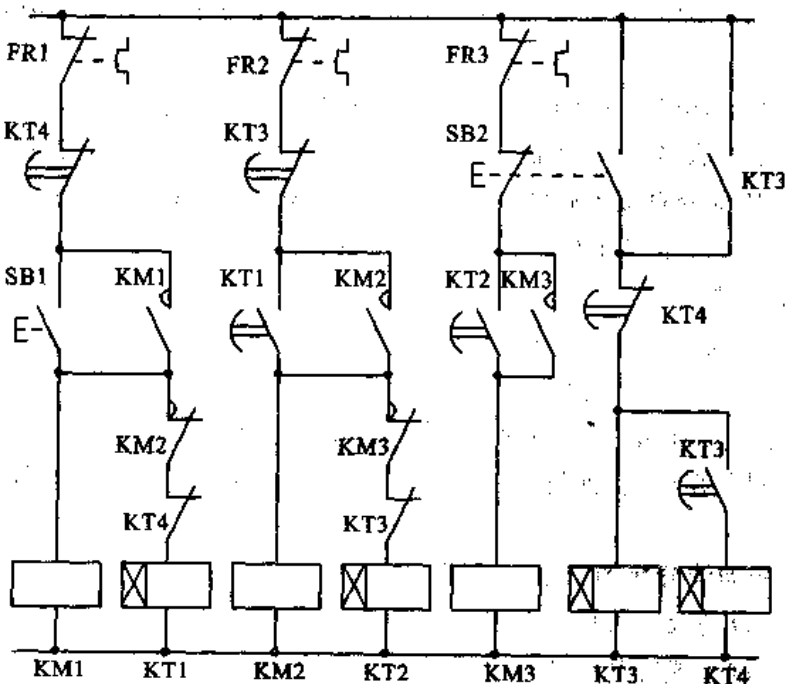 FR1 FR2 FR3
KT4 KT3 SB2
KT3
SB1 KM1 KT1 KM2 KT2 KM3
KT4
KM2 KM3 KT3
KT4 KT3
KM1 KT1 KM2 KT2 KM3 KT3 KT4